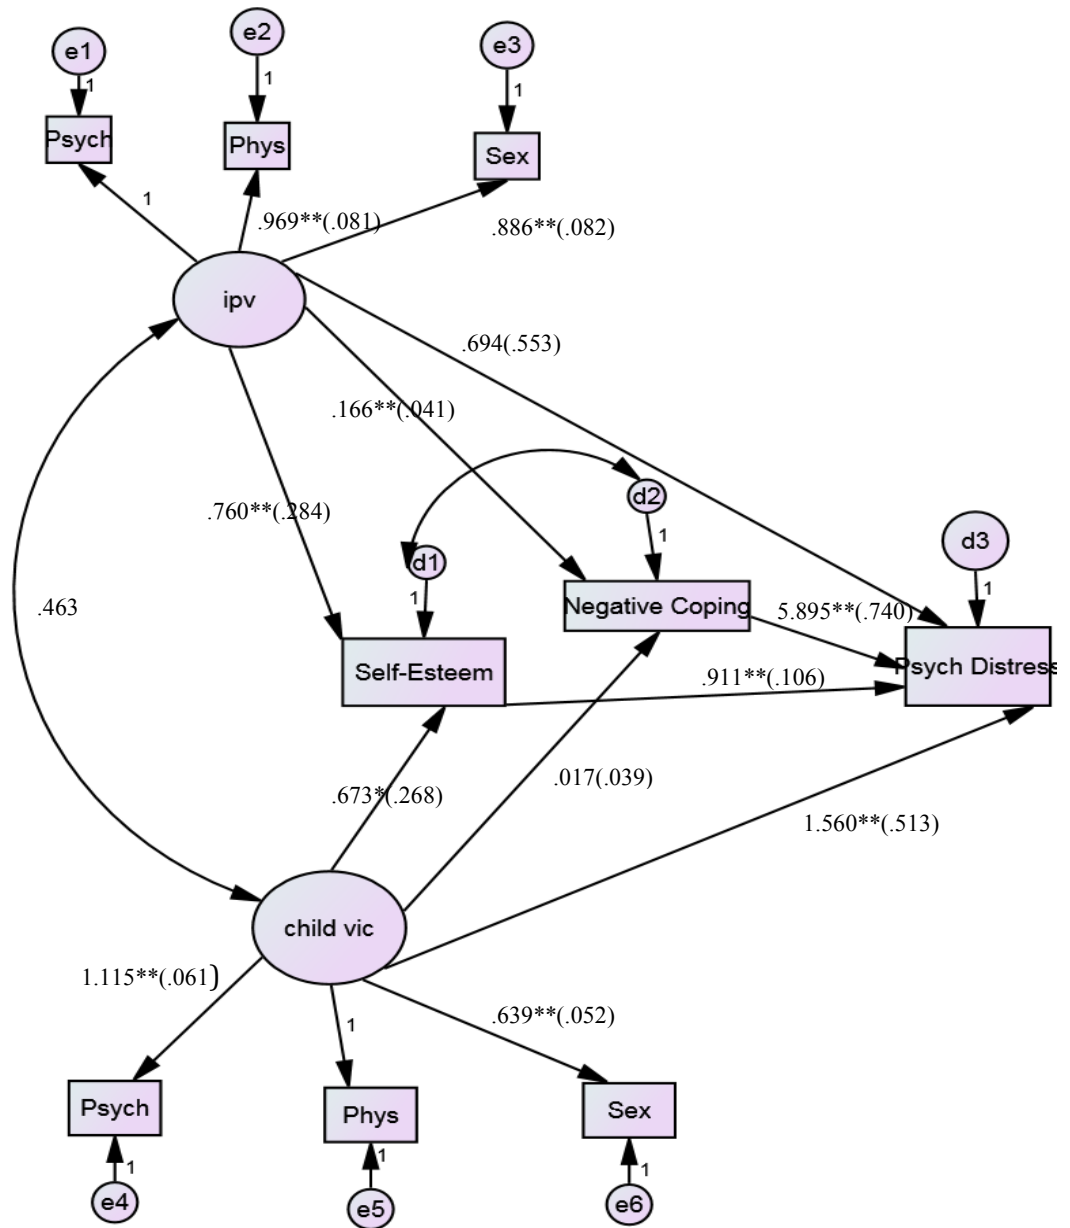 e1
e2
e3
1
1
1
Psych
Phys
Sex
1
.969**(.081)
.886**(.082)
ipv
.694(.553)
.166**(.041)
d2
.760**(.284)
1
d3
d1
1
1
Negative Coping
5.895**(.740)
.463
Self-Esteem
Psych Distress
.911**(.106)
.017(.039)
.673*(.268)
1.560**(.513)
child vic
1.115**(.061)
1
.639**(.052)
Psych
Phys
Sex
1
1
1
e4
e5
e6